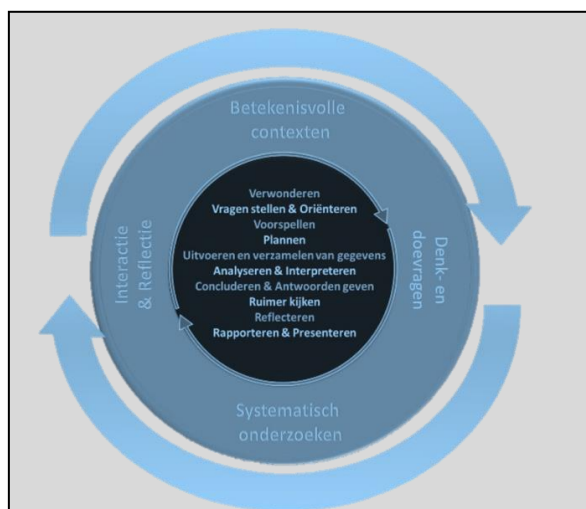 Betekenisvolle
contexten
Verwonderen
Vragen stellen & Oriënteren
Voorspellen
Plannen
Uitvoeren en verzamelen van gegevens
Analyseren & Interpreteren
Concluderen & Antwoorden geven
Ruimer kijken
Reflecteren
Rapporteren & Presenteren
Denk- en
doevragen
Systematisch
onderzoeken
Interactie
& Reflectie